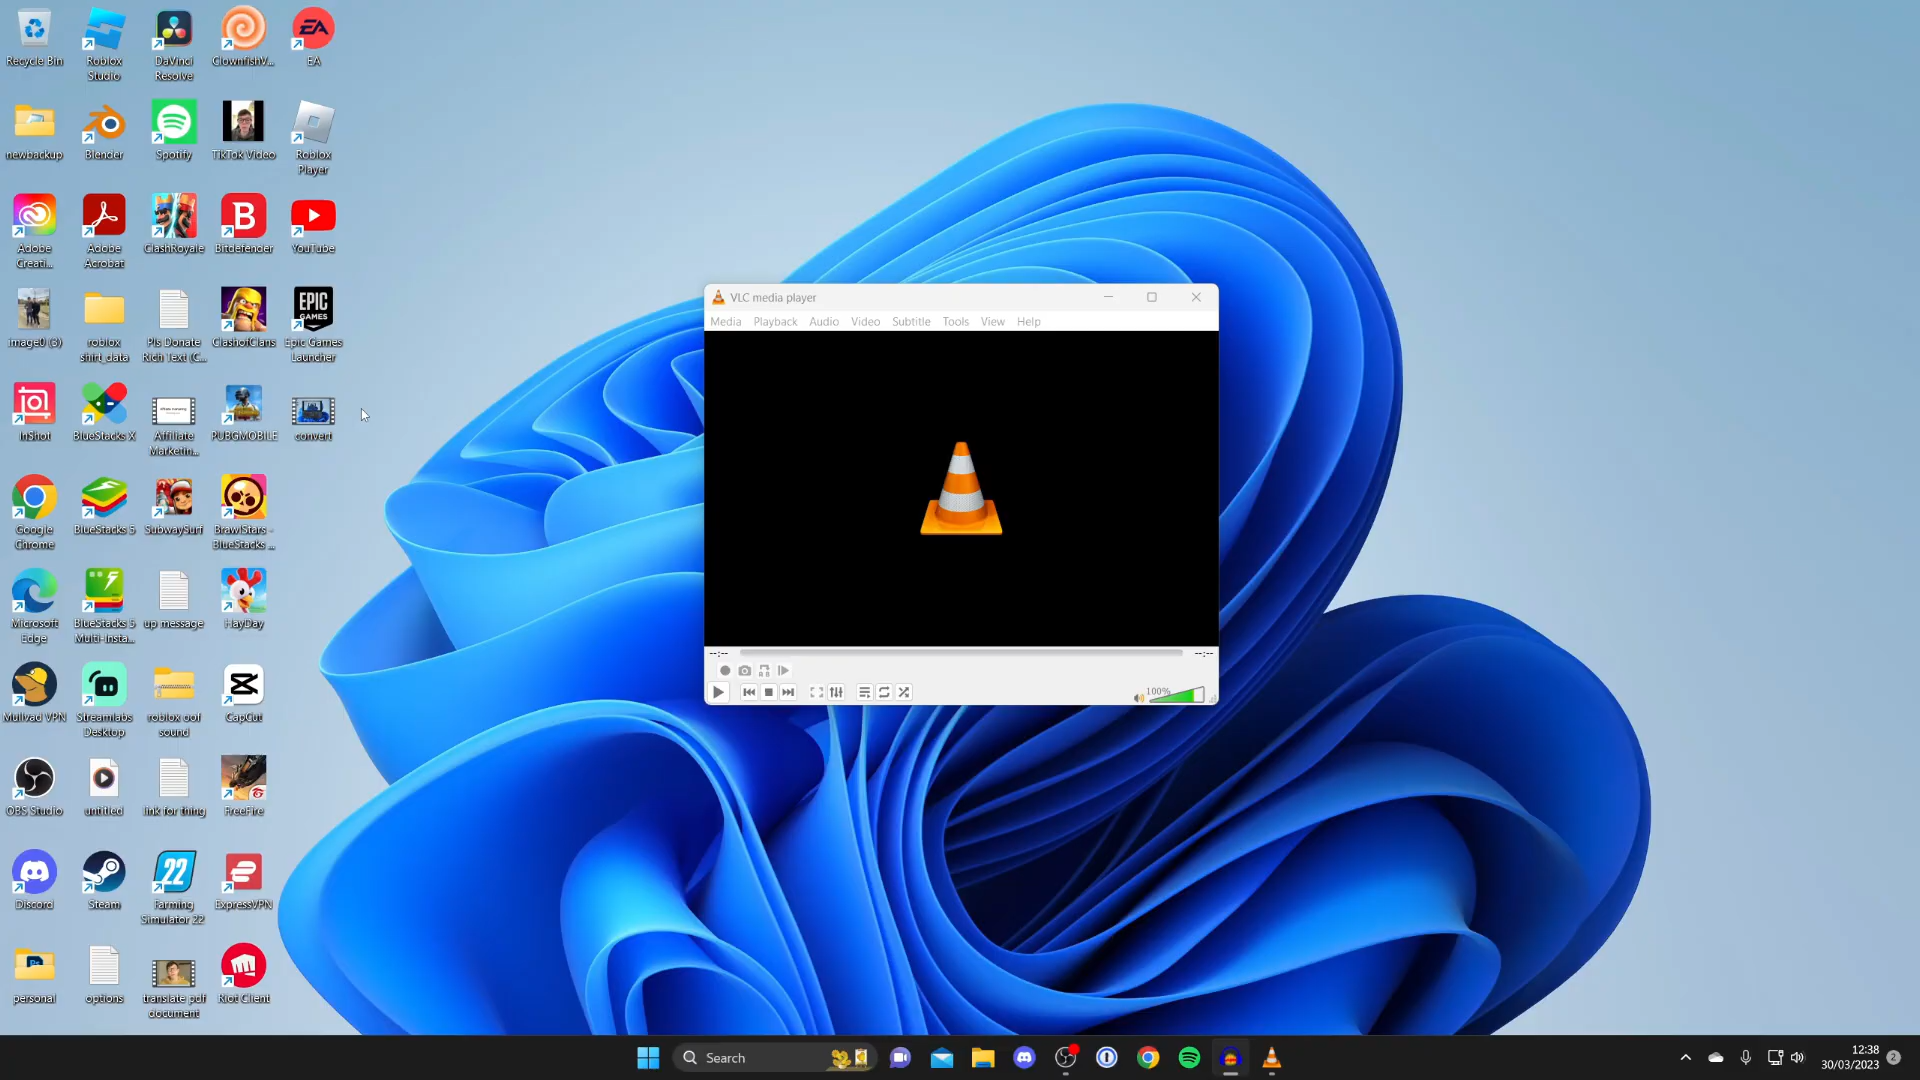 Recycle Bin
Roblox
Studio
DaVinci
Resolve
ClownfishV...
EA
newbackup
Blender
Spotify
TikTok Video
Roblox
Player
Adobe
Creati...
Adobe
Acrobat
ClashRoyale
Bitdefender
YouTube
image0 (3)
roblox
shirt_data
Pls Donate
Rich Text (C...
ClashofClans
EPIC
GAMES
Epic Games
Launcher
InShot
BlueStacks X
Affiliate
Marketin...
PUBGMOBILE
convert
Google
Chrome
BlueStacks 5
SubwaySurf
BrawlStars -
BlueStacks ...
Microsoft
Edge
BlueStacks 5
Multi-Insta...
up message
HayDay
Mullvad VPN
Streamlabs
Desktop
roblox oof
sound
CapCut
OBS Studio
untitled
link for thing
FreeFire
Discord
Steam
22
Farming
Simulator 22
ExpressVPN
personal
options
translate pdf
document
Riot Client
VLC media player
Media Playback Audio Video Subtitle Tools View Help
--:--
--:--
100%
Search
12:38
30/03/2023
2